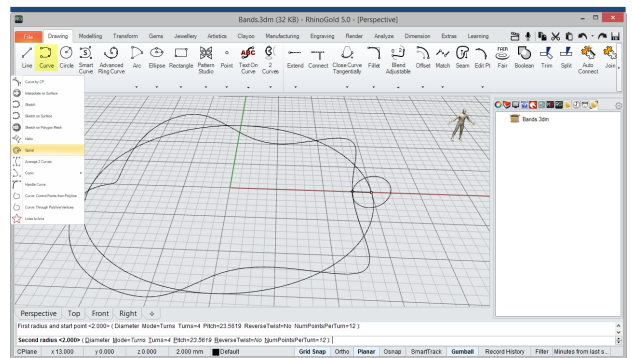 Bands.3dm (32 KB) - RhinoGold 5.0 - [Perspective]
File Drawing Modelling Transform Gems Jewellery Artistics Clayoo Manufacturing Engraving Render Analyze Dimension Extras Learning
Line Curve Circle Smart Curve Advanced Ring Curve Arc Ellipse Rectangle Pattern Studio Point Text On Curve 2 Curves Extend Connect Close Curve Tangentially Fillet Blend Adjustable Offset Match Seam Edit Pt Fair Boolean Trim Split Auto Connect Join
Curve by CP
Interpolate on Surface
Sketch
Sketch on Surface
Sketch on Polygon Mesh
Helix
Spiral
Average 2 Curves
Conic
Handle Curve
Curve: Control Points from Polyline
Curve: Through Polyline Vertices
Lines to Arcs
Bands.3dm
Perspective Top Front Right
First radius and start point <2.000> ( Diameter Mode=Turns Turns=4 Pitch=23.5619 ReverseTwist=No NumPointsPerTurn=12 ):
Second radius <2.000> ( Diameter Mode=Turns Turns=4 Pitch=23.5619 ReverseTwist=No NumPointsPerTurn=12 ):
CPlane x 13.000 y 0.000 z 0.000 2.000 mm Default Grid Snap Ortho Planar Osnap SmartTrack Gumball Record History Filter Minutes from last s...